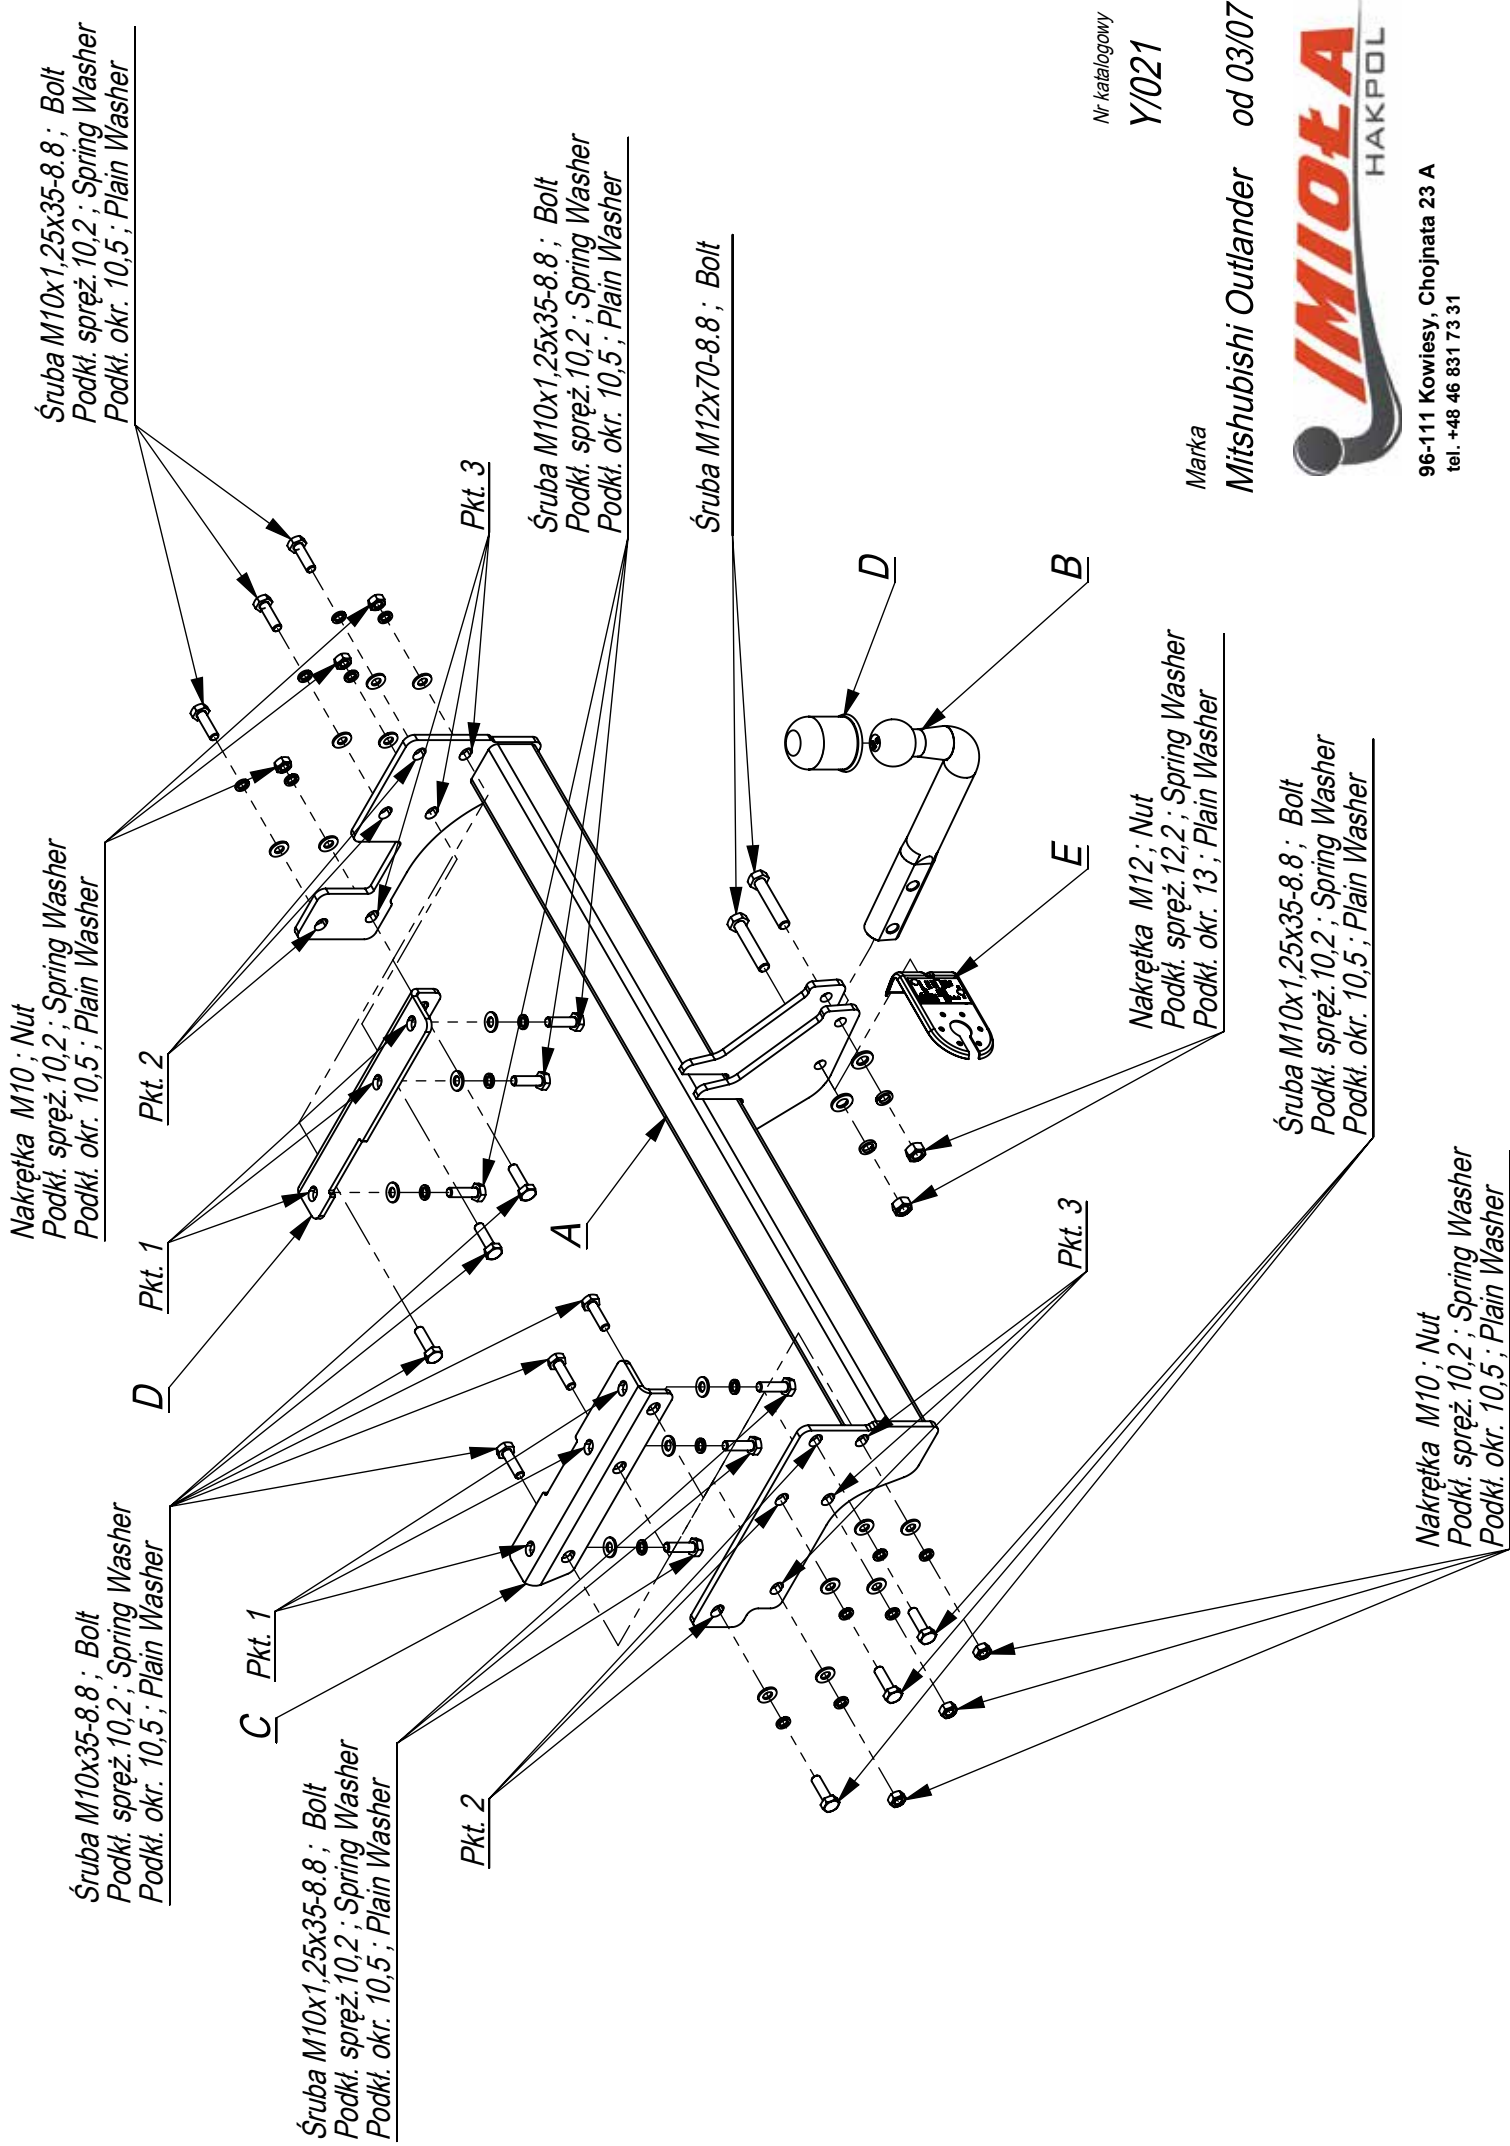 Nakrętka M10 ; Nut
Podkł. spręż.10,2 ; Spring Washer
Podkł. okr. 10,5 ; Plain Washer
Śruba M10x1,25x35-8.8 ; Bolt
Podkł. spręż.10,2 ; Spring Washer
Podkł. okr. 10,5 ; Plain Washer
Śruba M10x35-8.8 ; Bolt
Podkł. spręż.10,2 ; Spring Washer
Podkł. okr. 10,5 ; Plain Washer
D
Pkt. 1
Pkt. 2
C
Pkt. 1
Śruba M10x1,25x35-8.8 ; Bolt
Podkł. spręż.10,2 ; Spring Washer
Podkł. okr. 10,5 ; Plain Washer
Pkt. 2
Pkt. 3
Śruba M10x1,25x35-8.8 ; Bolt
Podkł. spręż.10,2 ; Spring Washer
Podkł. okr. 10,5 ; Plain Washer
A
Śruba M12x70-8.8 ; Bolt
D
B
E
Pkt. 3
Nakrętka M12 ; Nut
Podkł. spręż.12,2 ; Spring Washer
Podkł. okr. 13 ; Plain Washer
Śruba M10x1,25x35-8.8 ; Bolt
Podkł. spręż.10,2 ; Spring Washer
Podkł. okr. 10,5 ; Plain Washer
Nakrętka M10 ; Nut
Podkł. spręż.10,2 ; Spring Washer
Podkł. okr. 10,5 ; Plain Washer
Nr katalogowy
Y/021
Marka
Mitshubishi Outlander od 03/07
IMIOŁA
HAKPOL
96-111 Kowiesy, Chojnata 23 A
tel. +48 46 831 73 31